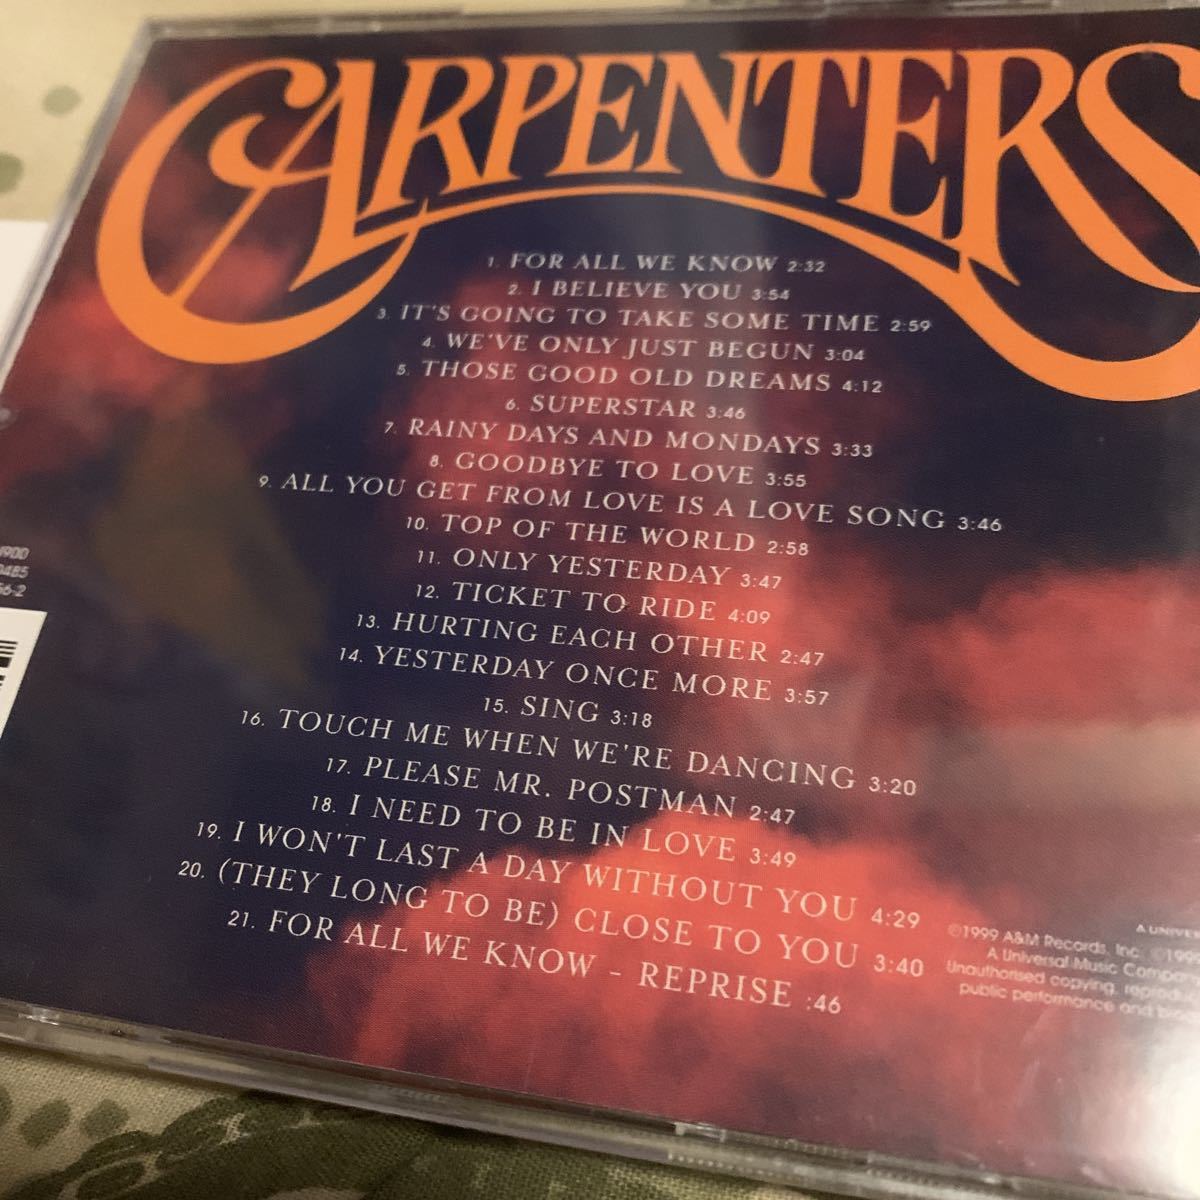 CARPENTERS
1. FOR ALL WE KNOW 2:32
2. I BELIEVE YOU 3:54
3. IT'S GOING TO TAKE SOME TIME 2:59
4. WE'VE ONLY JUST BEGUN 3:04
5. THOSE GOOD OLD DREAMS 4:12
6. SUPERSTAR 3:46
7. RAINY DAYS AND MONDAYS 3:33
8. GOODBYE TO LOVE 3:55
9. ALL YOU GET FROM LOVE IS A LOVE SONG 3:46
10. TOP OF THE WORLD 2:58
11. ONLY YESTERDAY 3:47
12. TICKET TO RIDE 4:09
13. HURTING EACH OTHER 2:47
14. YESTERDAY ONCE MORE 3:57
15. SING 3:18
16. TOUCH ME WHEN WE'RE DANCING 3:20
17. PLEASE MR. POSTMAN 2:47
18. I NEED TO BE IN LOVE 3:49
19. I WON'T LAST A DAY WITHOUT YOU 4:29
20. (THEY LONG TO BE) CLOSE TO YOU 3:40
21. FOR ALL WE KNOW - REPRISE :46
©1999 A&M Records, Inc.
A Universal Music
Unauthorised copying,
public performance and